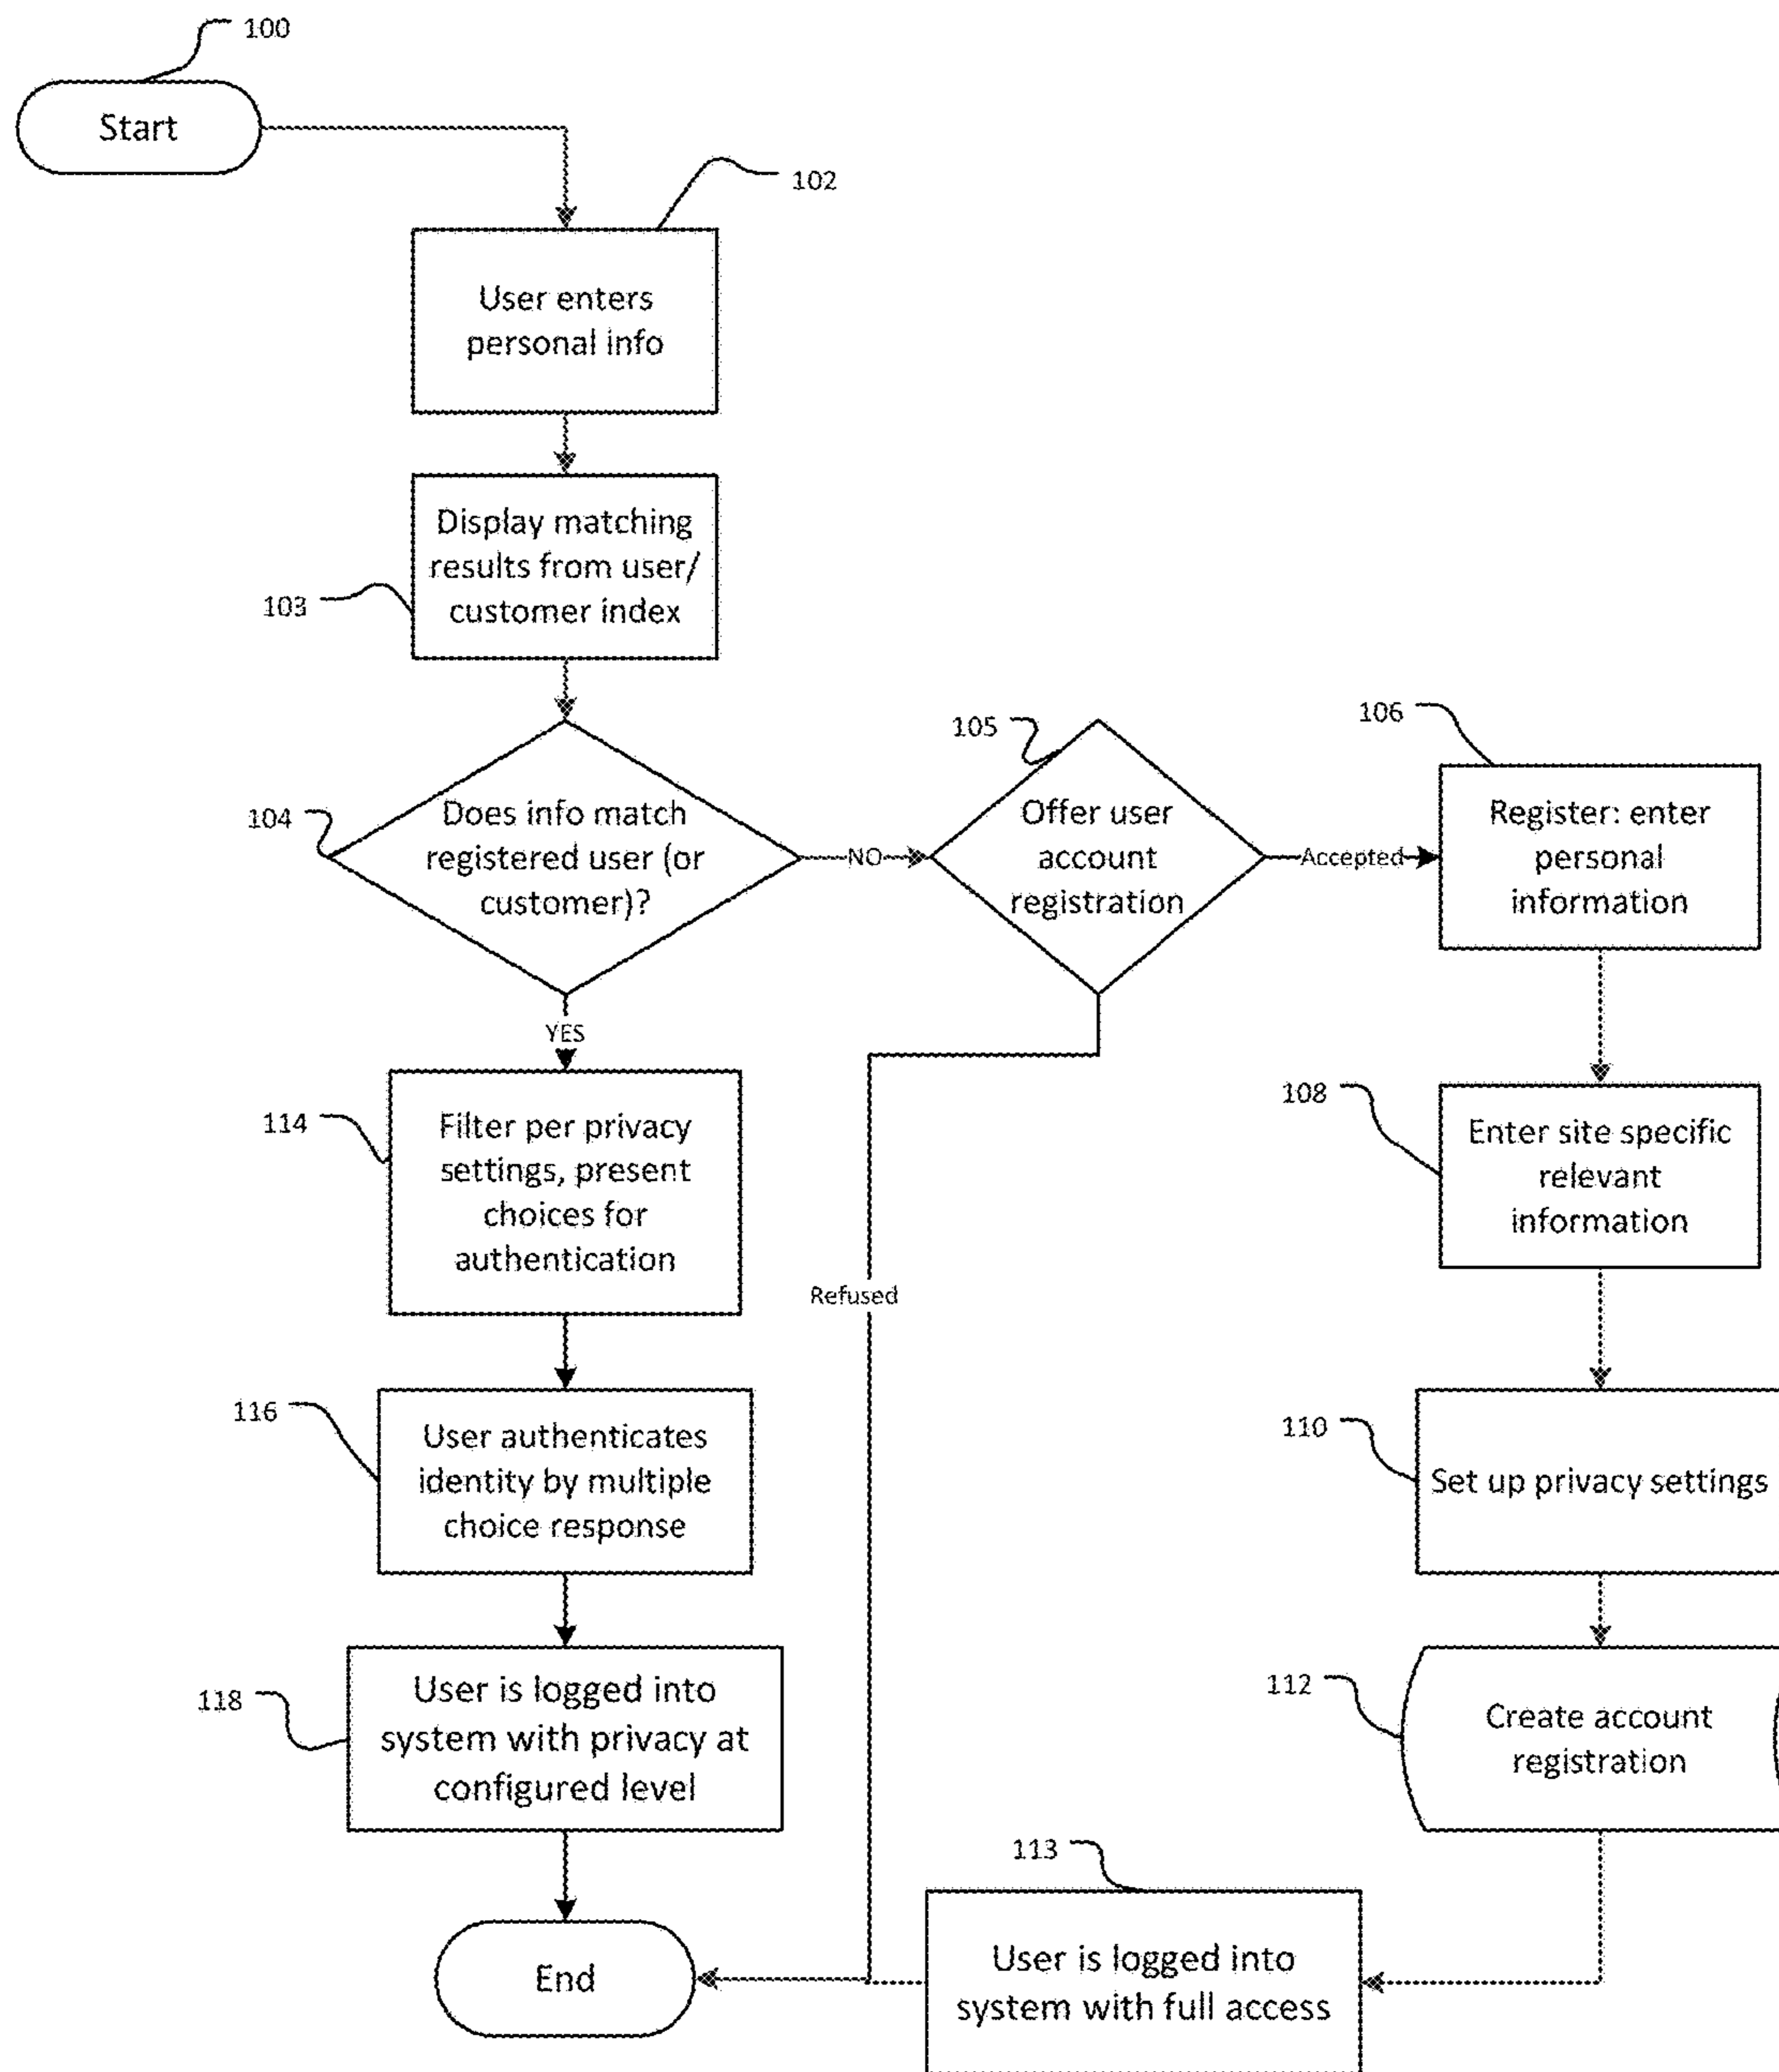 100
Start
102
User enters
personal info
Display matching
results from user/
customer index
103
104
Does info match
registered user (or
customer)?
NO
105
Offer user
account
registration
Accepted
106
Register: enter
personal
information
YES
114
Filter per privacy
settings, present
choices for
authentication
Refused
108
Enter site specific
relevant
information
116
User authenticates
identity by multiple
choice response
110
Set up privacy settings
118
User is logged into
system with privacy at
configured level
112
Create account
registration
113
User is logged into
system with full access
End